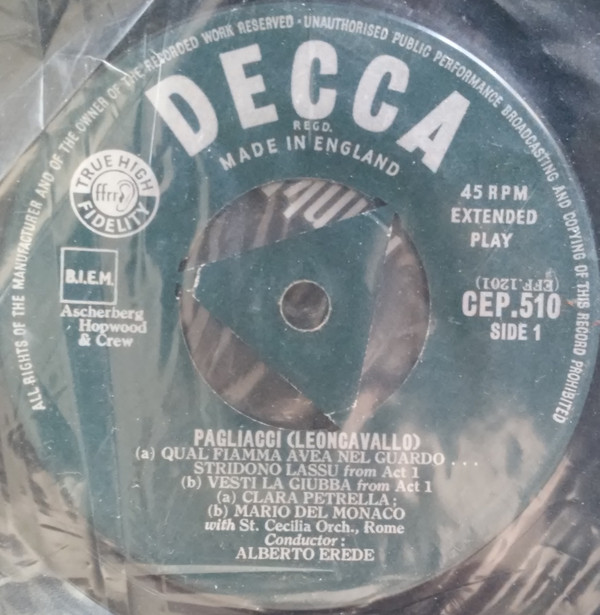 ALL RIGHTS OF THE MANUFACTURER AND OF THE OWNER OF THE RECORDED WORK RESERVED · UNAUTHORISED PUBLIC PERFORMANCE BROADCASTING AND COPYING OF THIS RECORD PROHIBITED
DECCA
REGD.
MADE IN ENGLAND
TRUE HIGH
ffrr
FIDELITY
45 RPM
EXTENDED
PLAY
B.I.E.M.
(EFF.1201)
CEP.510
SIDE 1
Ascherberg
Hopwood
& Crew
PAGLIACCI (LEONCAVALLO)
(a) QUAL FIAMMA AVEA NEL GUARDO . . .
STRIDONO LASSU from Act 1
(b) VESTI LA GIUBBA from Act 1
(a) CLARA PETRELLA ;
(b) MARIO DEL MONACO
with St. Cecilia Orch., Rome
Conductor :
ALBERTO EREDE